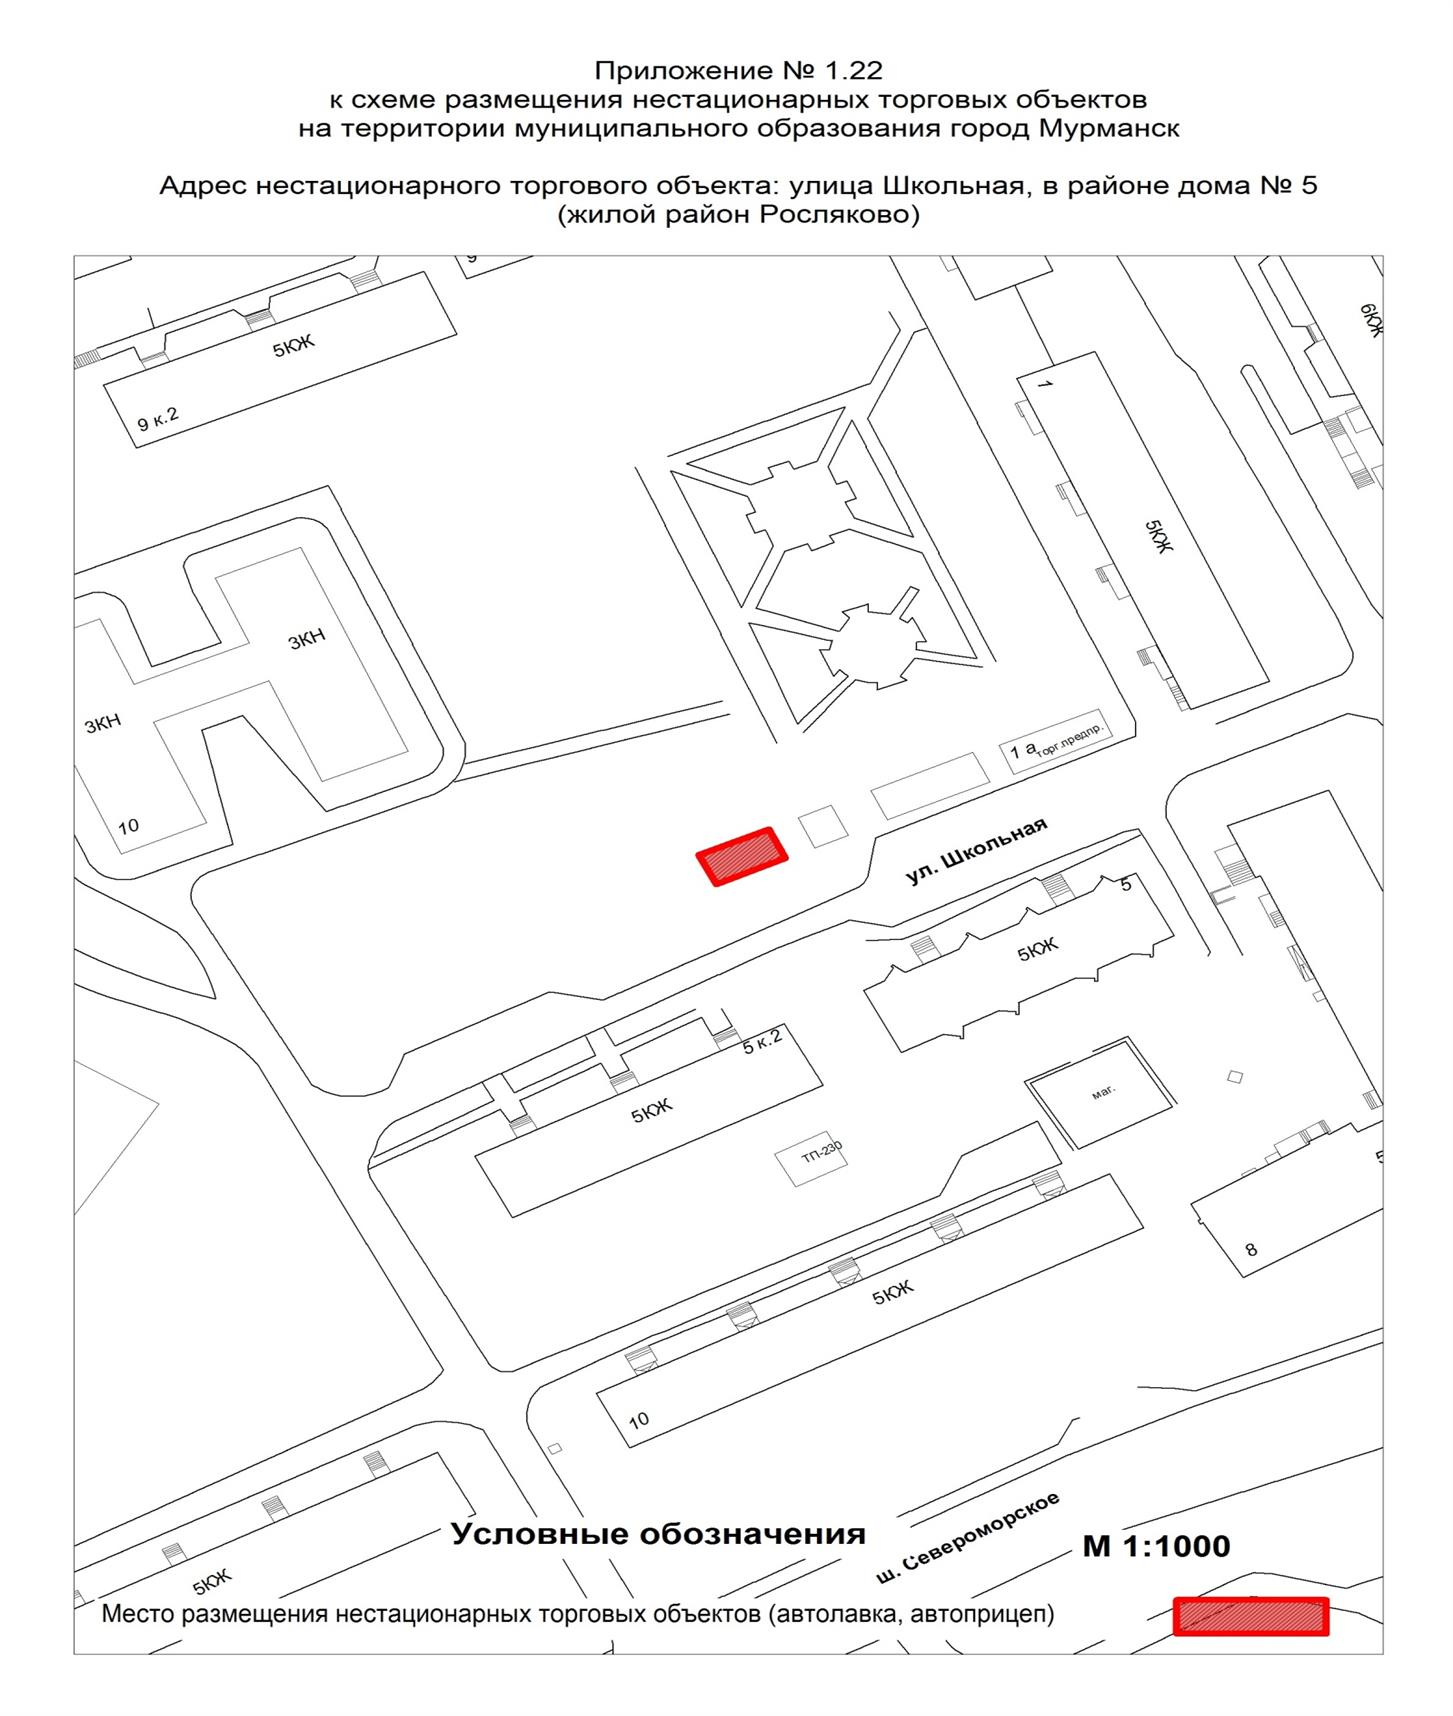 Приложение № 1.22
к схеме размещения нестационарных торговых объектов
на территории муниципального образования город Мурманск
Адрес нестационарного торгового объекта: улица Школьная, в районе дома № 5
(жилой район Росляково)
9
5КЖ
9 к.2
6КЖ
1
5КЖ
3КН
3КН
10
1 а
торг.предпр.
ул. Школьная
5
5КЖ
5 к.2
5КЖ
маг.
ТП-230
5
8
5КЖ
10
ш. Североморское
5КЖ
Условные обозначения
М 1:1000
Место размещения нестационарных торговых объектов (автолавка, автоприцеп)